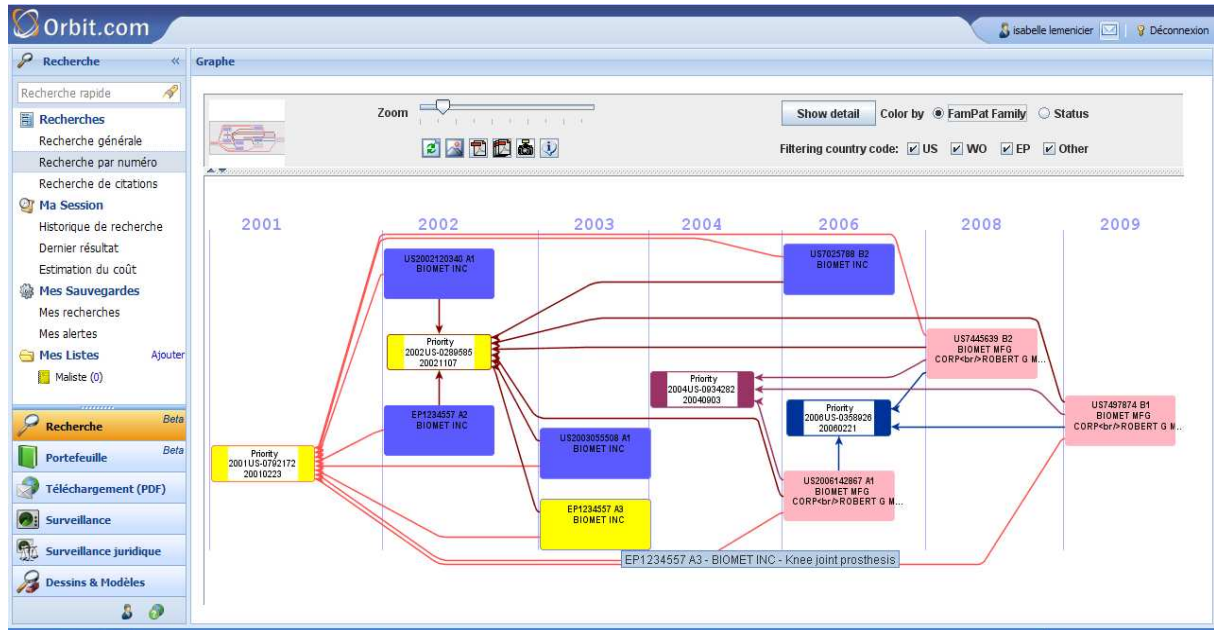 Orbit.com
isabelle lemenicier
Déconnexion
Recherche
Graphe
Recherche rapide
Recherches
Recherche générale
Recherche par numéro
Recherche de citations
Ma Session
Historique de recherche
Dernier résultat
Estimation du coût
Mes Sauvegardes
Mes recherches
Mes alertes
Mes Listes Ajouter
Maliste (0)
Recherche Beta
Portefeuille Beta
Téléchargement (PDF)
Surveillance
Surveillance juridique
Dessins & Modèles
Zoom
Show detail Color by FamPat Family Status
Filtering country code: US WO EP Other
2001 2002 2003 2004 2006 2008 2009
US2002120340 A1
BIOMET INC
US7025788 B2
BIOMET INC
Priority
2002US-0289585
20021107
US7445639 B2
BIOMET MFG
CORP<br/>ROBERT G M...
Priority
2004US-0934282
20040903
Priority
2006US-0358926
20060221
US7497874 B1
BIOMET MFG
CORP<br/>ROBERT G M...
EP1234557 A2
BIOMET INC
US2003055508 A1
BIOMET INC
Priority
2001US-0792172
20010223
US2006142867 A1
BIOMET MFG
CORP<br/>ROBERT G M...
EP1234557 A3
BIOMET INC
EP1234557 A3 - BIOMET INC - Knee joint prosthesis